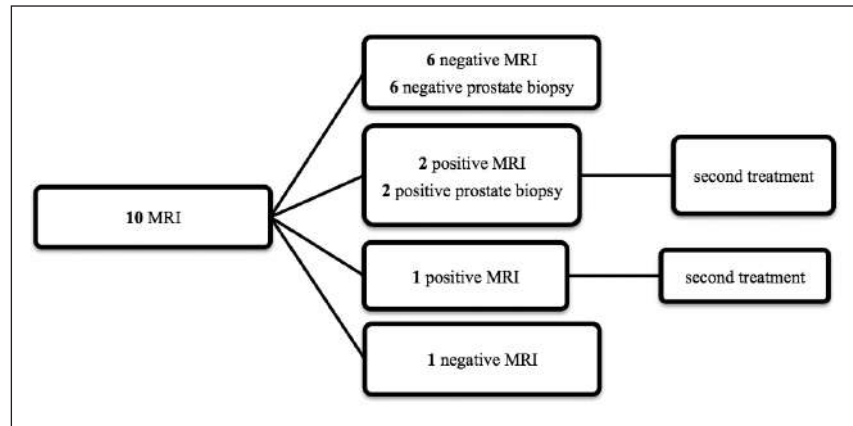 6 negative MRI
6 negative prostate biopsy
2 positive MRI
2 positive prostate biopsy
second treatment
10 MRI
1 positive MRI
second treatment
1 negative MRI